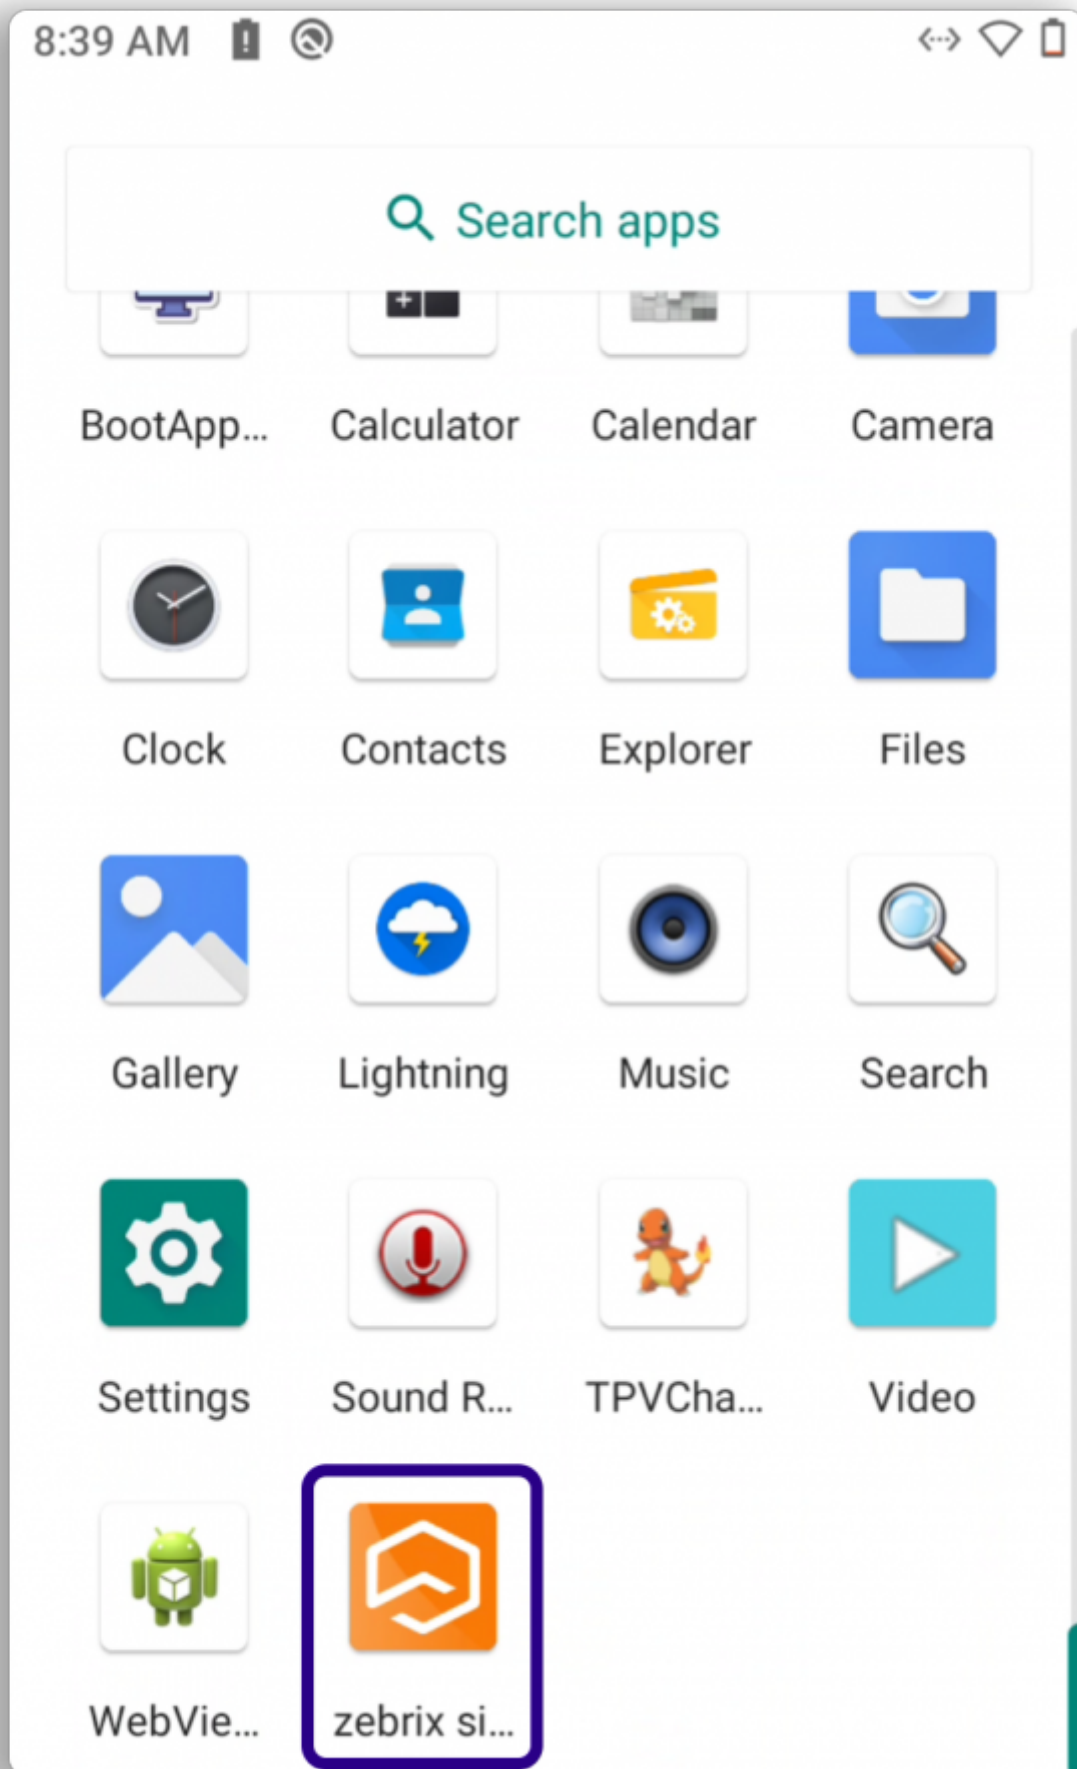 8:39 AM
Search apps
BootApp... Calculator Calendar Camera
Clock Contacts Explorer Files
Gallery Lightning Music Search
Settings Sound R... TPVCha... Video
WebVie... zebrix si...